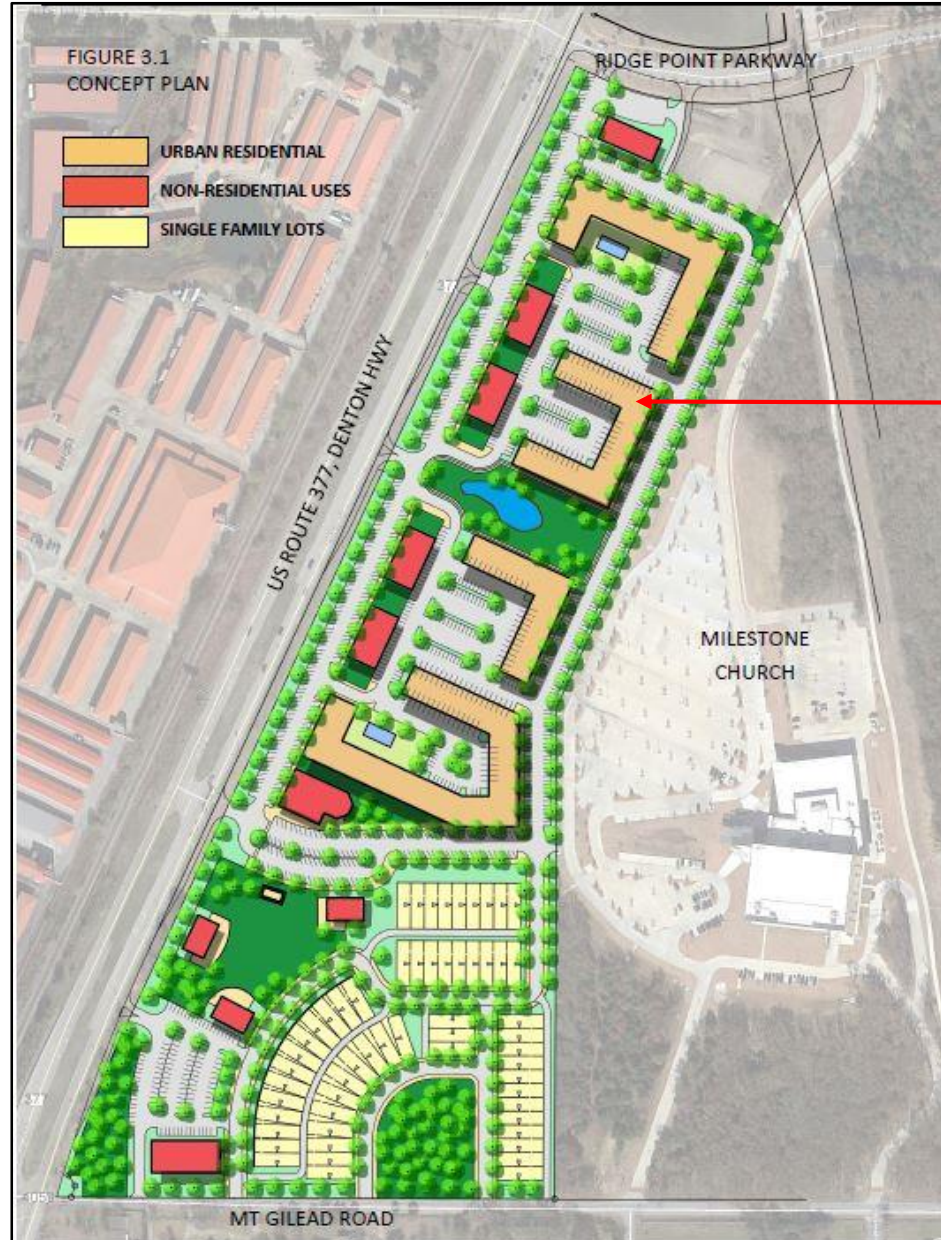 FIGURE 3.1
CONCEPT PLAN
RIDGE POINT PARKWAY
URBAN RESIDENTIAL
NON-RESIDENTIAL USES
SINGLE FAMILY LOTS
US ROUTE 377, DENTON HWY
MILESTONE
CHURCH
MT GILEAD ROAD